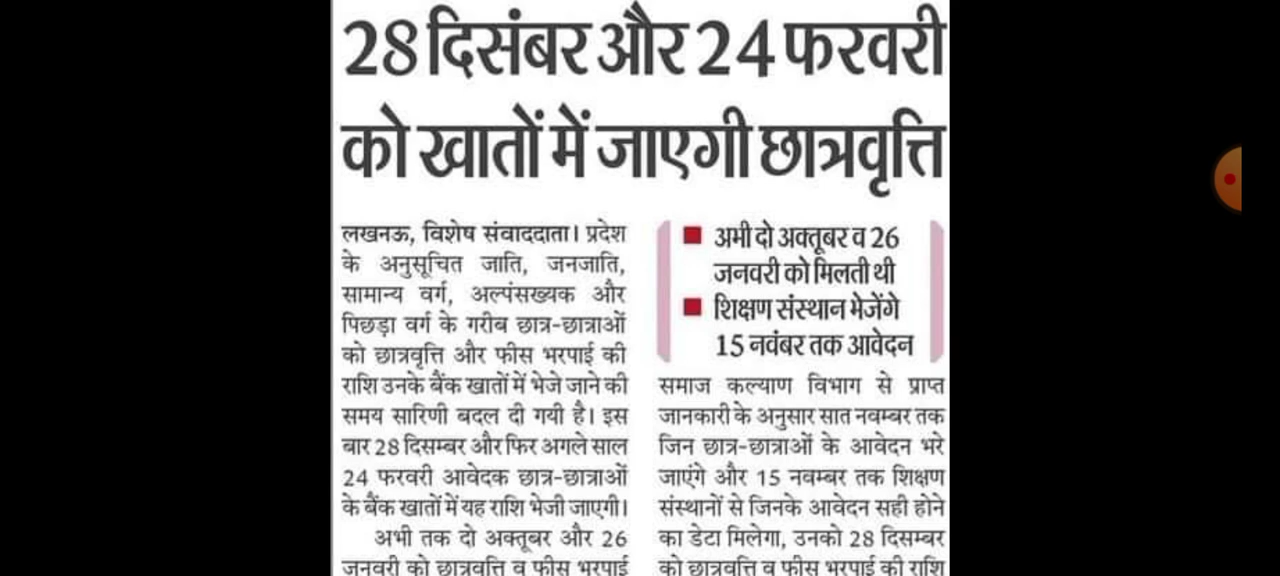 28 दिसंबर और 24 फरवरी
को खातों में जाएगी छात्रवृत्ति
लखनऊ, विशेष संवाददाता। प्रदेश
के अनुसूचित जाति, जनजाति,
सामान्य वर्ग, अल्पंसख्यक और
पिछड़ा वर्ग के गरीब छात्र-छात्राओं
को छात्रवृत्ति और फीस भरपाई की
राशि उनके बैंक खातों में भेजे जाने की
समय सारिणी बदल दी गयी है। इस
बार 28 दिसम्बर और फिर अगले साल
24 फरवरी आवेदक छात्र-छात्राओं
के बैंक खातों में यह राशि भेजी जाएगी।
अभी तक दो अक्तूबर और 26
जनवरी को छात्रवृत्ति व फीस भरपाई
■ अभी दो अक्तूबर व 26
जनवरी को मिलती थी
■ शिक्षण संस्थान भेजेंगे
15 नवंबर तक आवेदन
समाज कल्याण विभाग से प्राप्त
जानकारी के अनुसार सात नवम्बर तक
जिन छात्र-छात्राओं के आवेदन भरे
जाएंगे और 15 नवम्बर तक शिक्षण
संस्थानों से जिनके आवेदन सही होने
का डेटा मिलेगा, उनको 28 दिसम्बर
को छात्रवृत्ति व फीस भरपाई की राशि